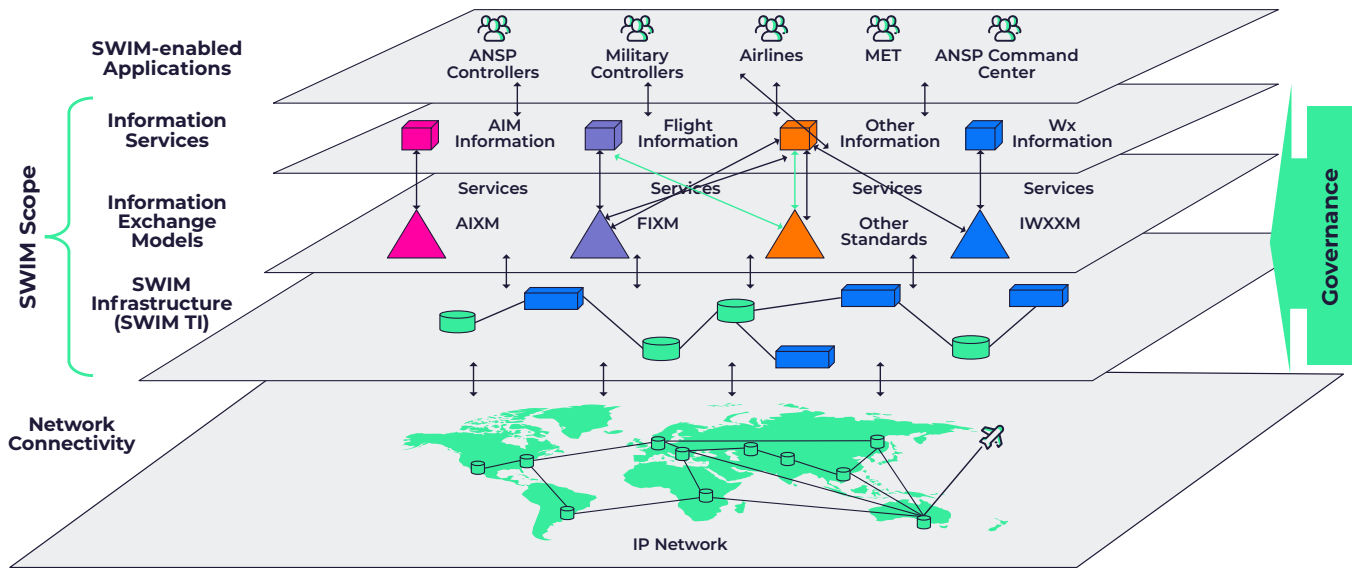 SWIM-enabled
Applications
ANSP
Controllers
Military
Controllers
Airlines
MET
ANSP Command
Center
SWIM Scope
Information
Services
AIM
Information
Flight
Information
Other
Information
Wx
Information
Services
Services
Services
Services
Information
Exchange
Models
AIXM
FIXM
Other
Standards
IWXXM
SWIM
Infrastructure
(SWIM TI)
Governance
Network
Connectivity
IP Network